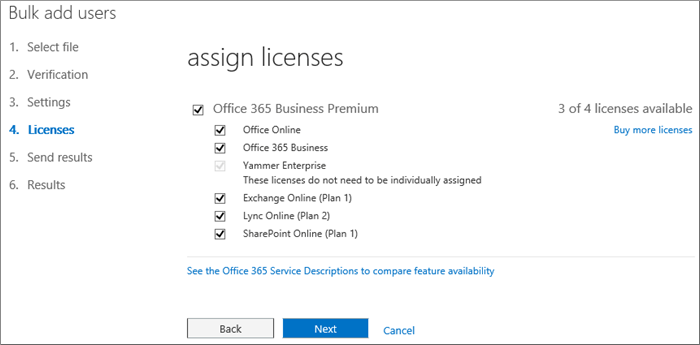 Bulk add users
1. Select file
2. Verification
3. Settings
4. Licenses
5. Send results
6. Results
assign licenses
Office 365 Business Premium 3 of 4 licenses available
Buy more licenses
Office Online
Office 365 Business
Yammer Enterprise
These licenses do not need to be individually assigned
Exchange Online (Plan 1)
Lync Online (Plan 2)
SharePoint Online (Plan 1)
See the Office 365 Service Descriptions to compare feature availability
Back Next Cancel